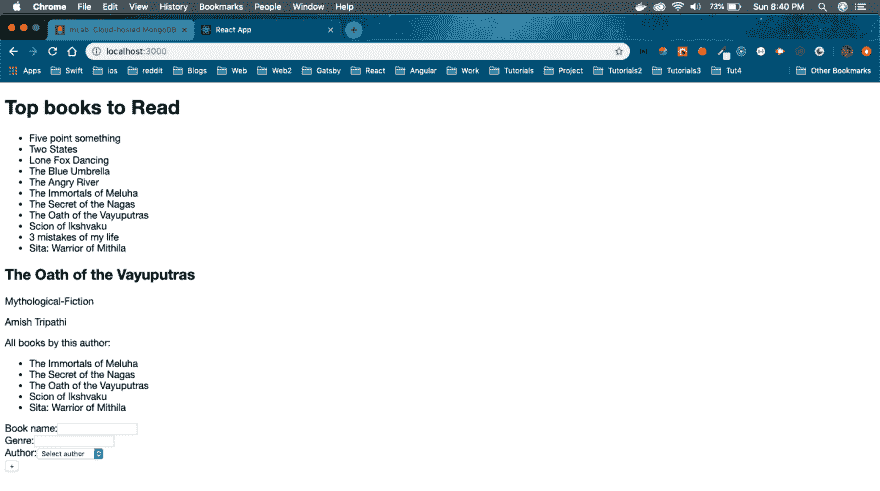 Chrome File Edit View History Bookmarks People Window Help 73% Sun 8:40 PM
mLab: Cloud-hosted MongoDB React App
localhost:3000
Apps Swift ios reddit Blogs Web Web2 Gatsby React Angular Work Tutorials Project Tutorials2 Tutorials3 Tut4 Other Bookmarks
Top books to Read
Five point something
Two States
Lone Fox Dancing
The Blue Umbrella
The Angry River
The Immortals of Meluha
The Secret of the Nagas
The Oath of the Vayuputras
Scion of Ikshvaku
3 mistakes of my life
Sita: Warrior of Mithila
The Oath of the Vayuputras
Mythological-Fiction
Amish Tripathi
All books by this author:
The Immortals of Meluha
The Secret of the Nagas
The Oath of the Vayuputras
Scion of Ikshvaku
Sita: Warrior of Mithila
Book name:
Genre:
Author: Select author
+